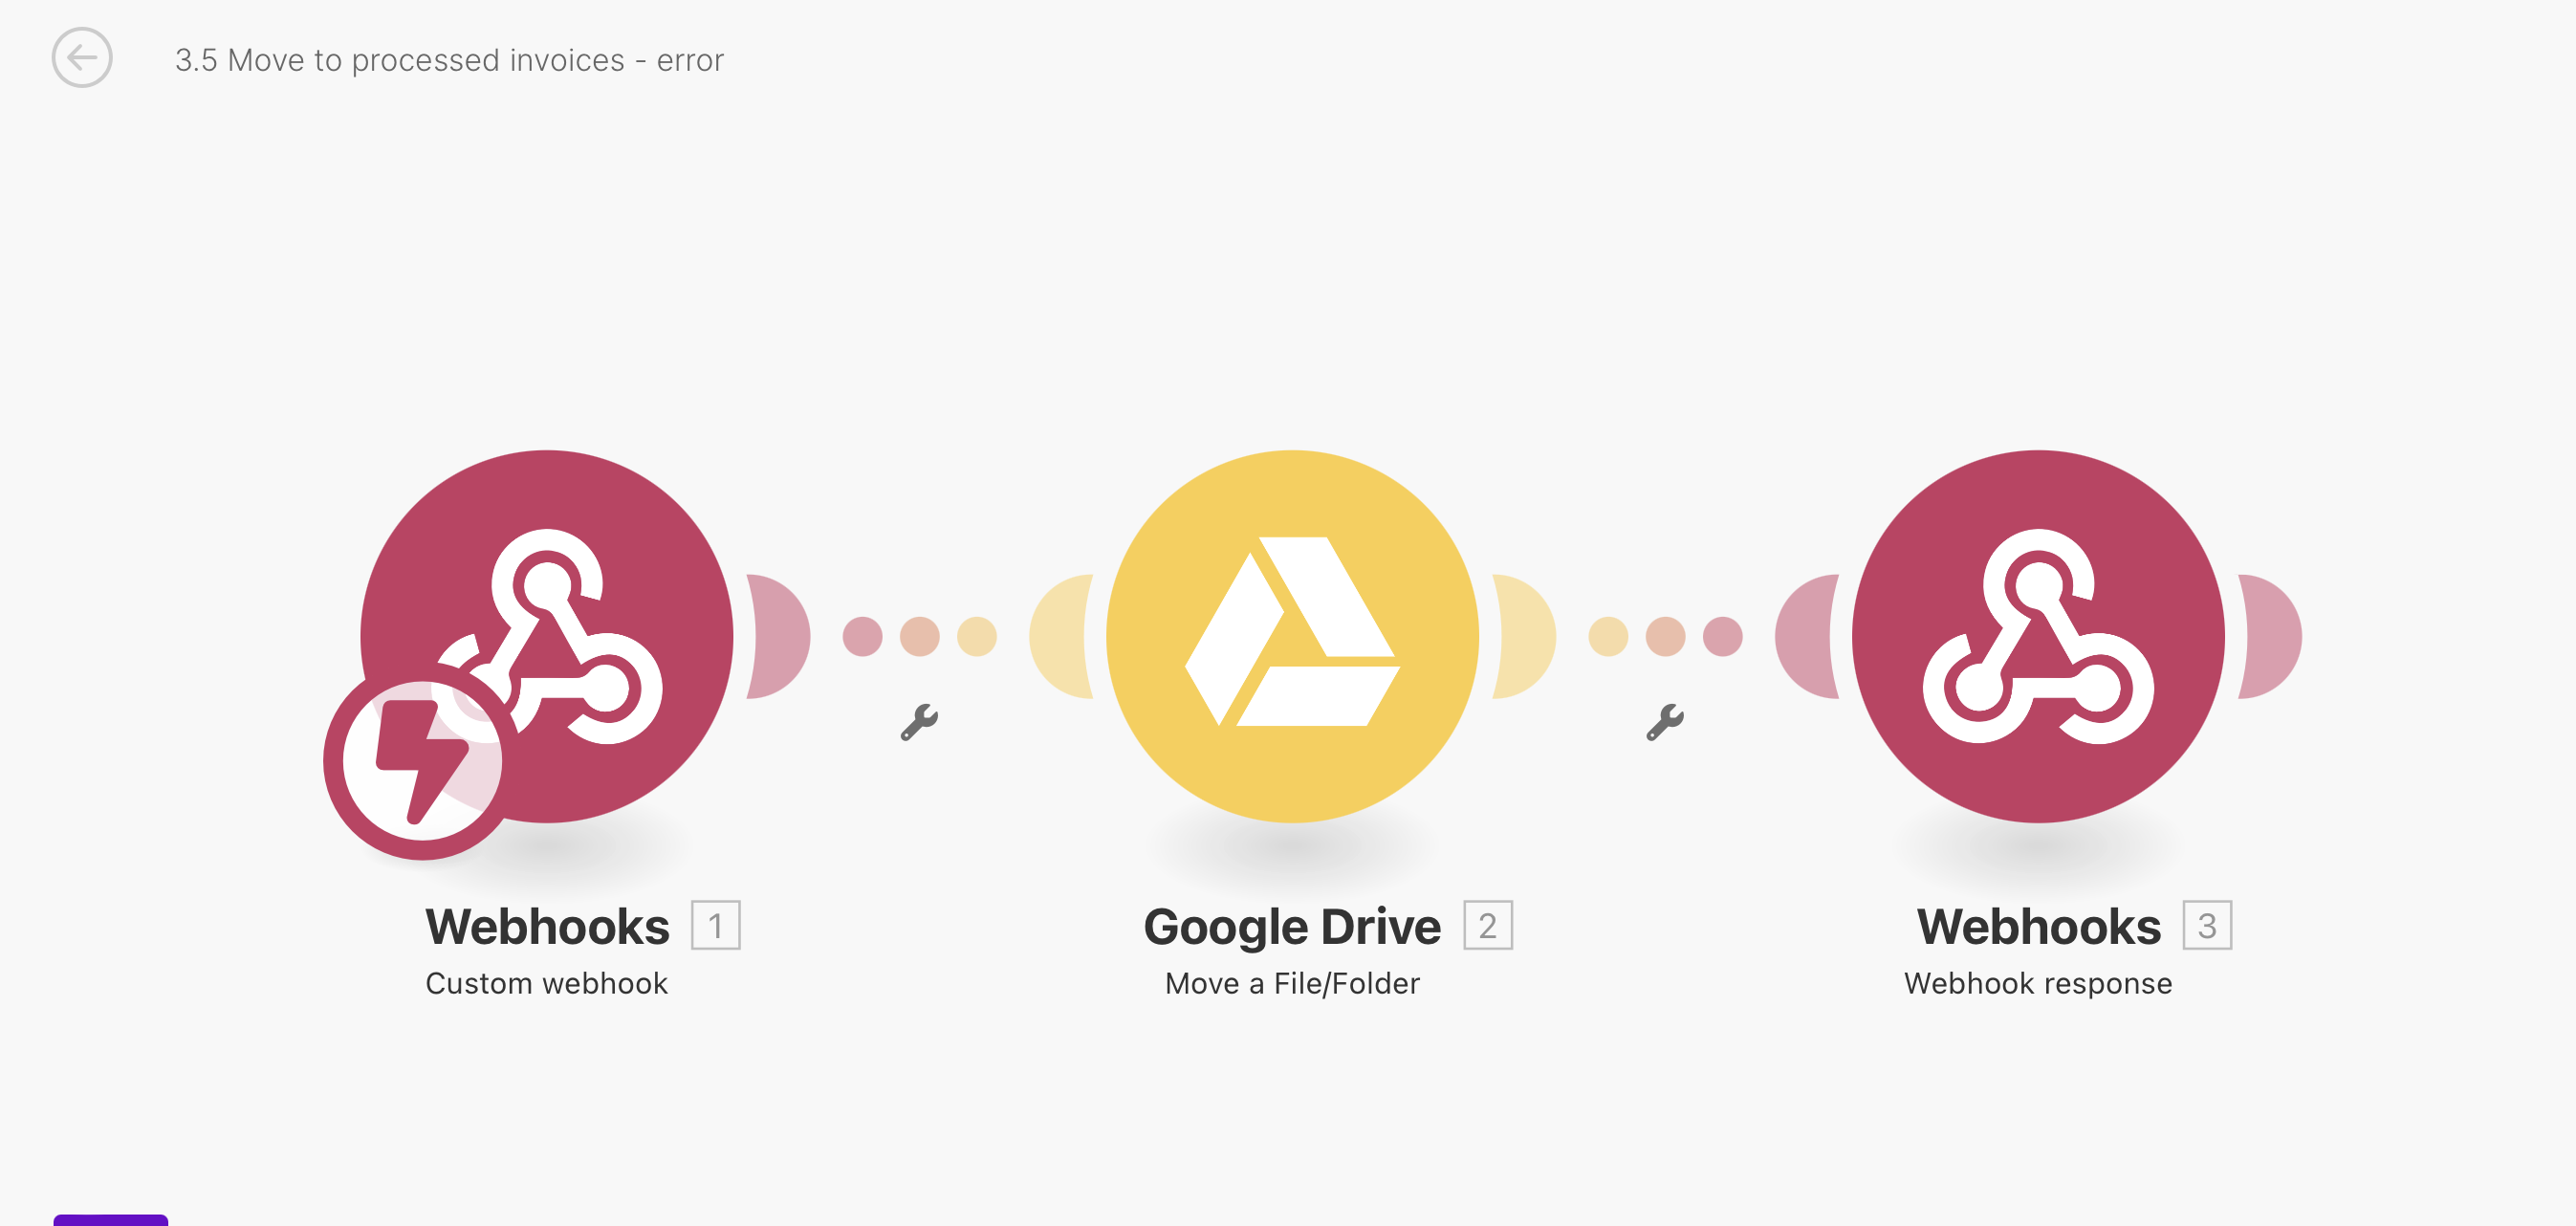 3.5 Move to processed invoices - error
Webhooks 1
Custom webhook
Google Drive 2
Move a File/Folder
Webhooks 3
Webhook response